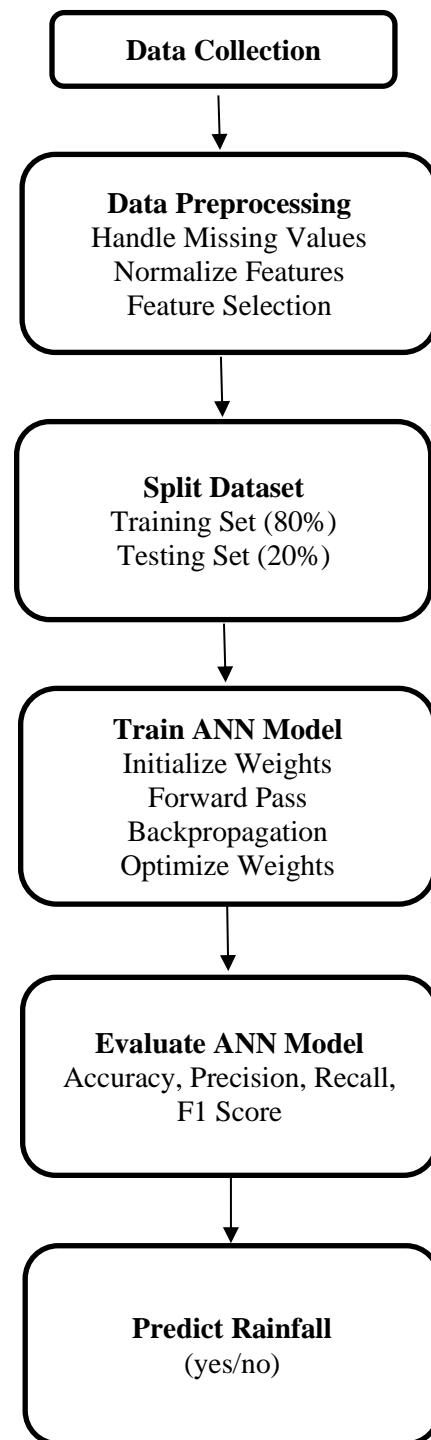 Data Collection
Data Preprocessing
Handle Missing Values
Normalize Features
Feature Selection
Split Dataset
Training Set (80%)
Testing Set (20%)
Train ANN Model
Initialize Weights
Forward Pass
Backpropagation
Optimize Weights
Evaluate ANN Model
Accuracy, Precision, Recall,
F1 Score
Predict Rainfall
(yes/no)